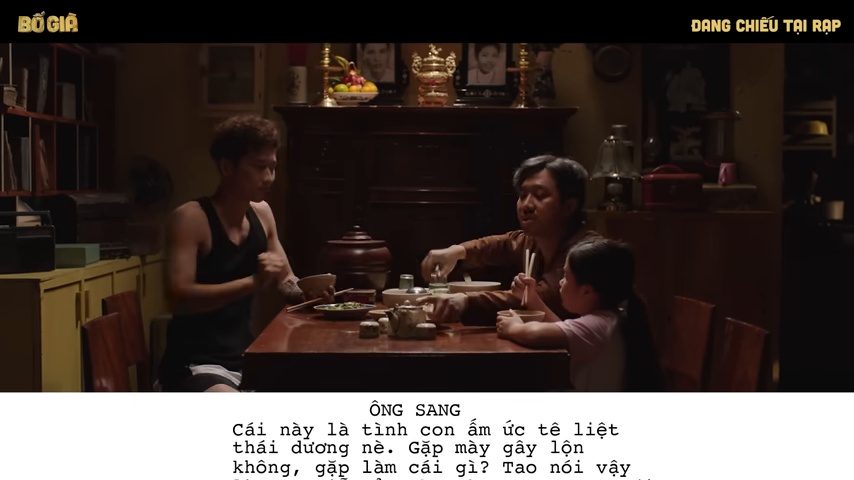 BỐ GIÀ
ĐANG CHIẾU TẠI RẠP
ÔNG SANG
Cái này là tình con ấm ức tê liệt
thái dương nè. Gặp mày gây lộn
không, gặp làm cái gì? Tao nói vậy